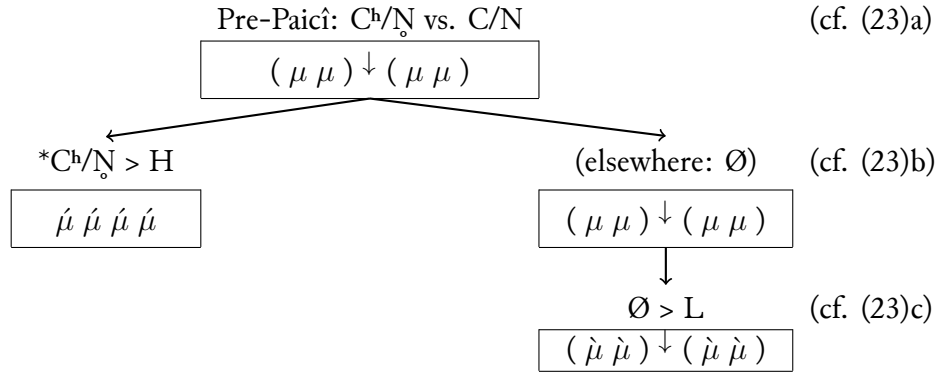 Pre-Paicî: Cʰ/N̥ vs. C/N (cf. (23)a)
( μ μ ) ↓ ( μ μ )
*Cʰ/N̥ > H (elsewhere: Ø) (cf. (23)b)
μ́ μ́ μ́ μ́ ( μ μ ) ↓ ( μ μ )
Ø > L (cf. (23)c)
( μ̀ μ̀ ) ↓ ( μ̀ μ̀ )